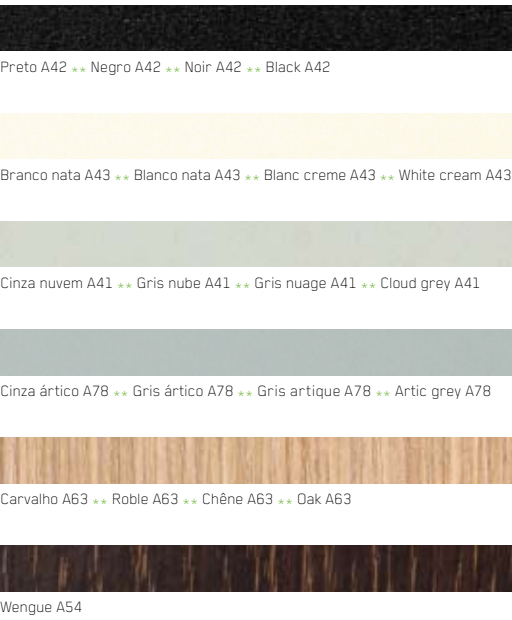 Preto A42 ** Negro A42 ** Noir A42 ** Black A42
Branco nata A43 ** Blanco nata A43 ** Blanc creme A43 ** White cream A43
Cinza nuvem A41 ** Gris nube A41 ** Gris nuage A41 ** Cloud grey A41
Cinza ártico A78 ** Gris ártico A78 ** Gris artique A78 ** Artic grey A78
Carvalho A63 ** Roble A63 ** Chêne A63 ** Oak A63
Wengue A54